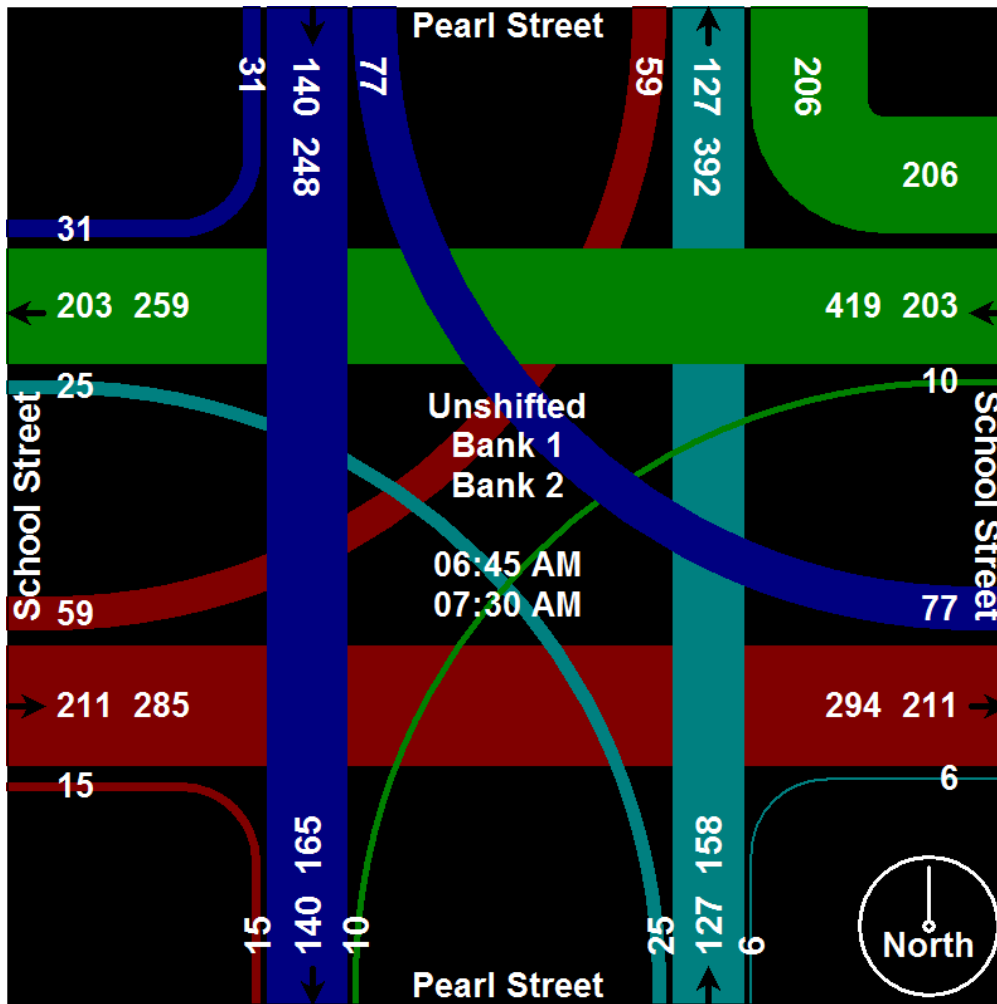 Pearl Street
31
140 248
77
59
127 392
206
206
31
203 259
419 203
25
10
School Street
Unshifted
Bank 1
Bank 2
School Street
06:45 AM
07:30 AM
59
77
211 285
294 211
15
6
15
140 165
10
25
127 158
6
North
Pearl Street